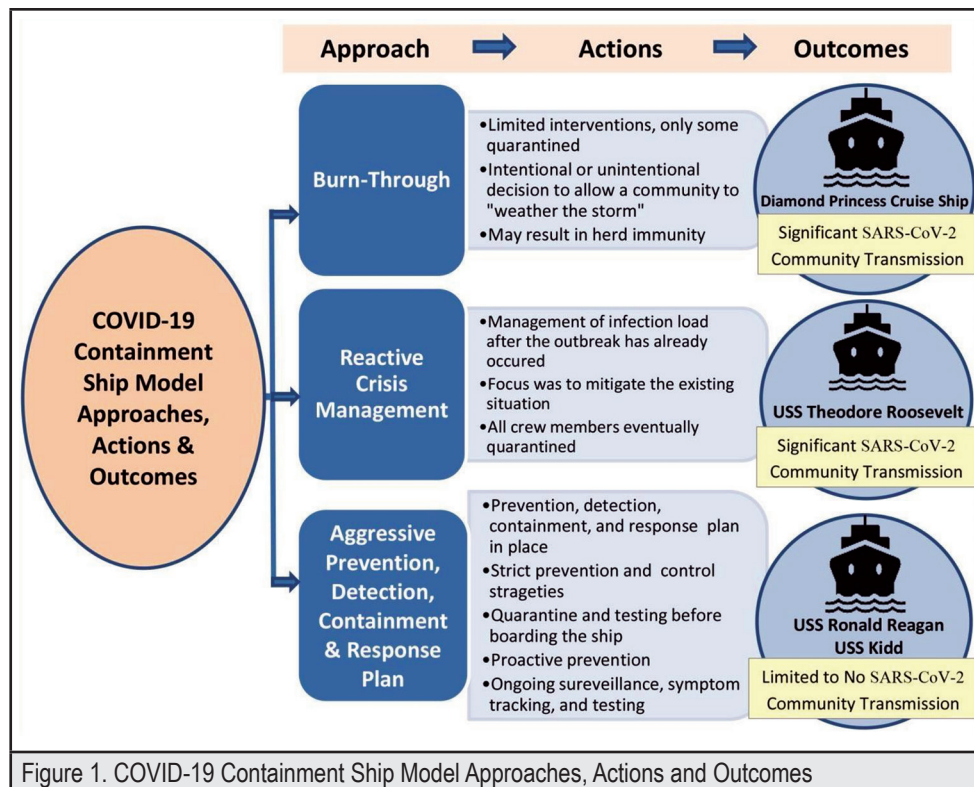 Approach Actions Outcomes
COVID-19
Containment
Ship Model
Approaches,
Actions &
Outcomes
Burn-Through
•Limited interventions, only some
quarantined
•Intentional or unintentional
decision to allow a community to
"weather the storm"
•May result in herd immunity
Diamond Princess Cruise Ship
Significant SARS-CoV-2
Community Transmission
Reactive
Crisis
Management
•Management of infection load
after the outbreak has already
occured
•Focus was to mitigate the existing
situation
•All crew members eventually
quarantined
USS Theodore Roosevelt
Significant SARS-CoV-2
Community Transmission
Aggressive
Prevention,
Detection,
Containment
& Response
Plan
•Prevention, detection,
containment, and response plan
in place
•Strict prevention and control
strageties
•Quarantine and testing before
boarding the ship
•Proactive prevention
•Ongoing sureveillance, symptom
tracking, and testing
USS Ronald Reagan
USS Kidd
Limited to No SARS-CoV-2
Community Transmission
Figure 1. COVID-19 Containment Ship Model Approaches, Actions and Outcomes